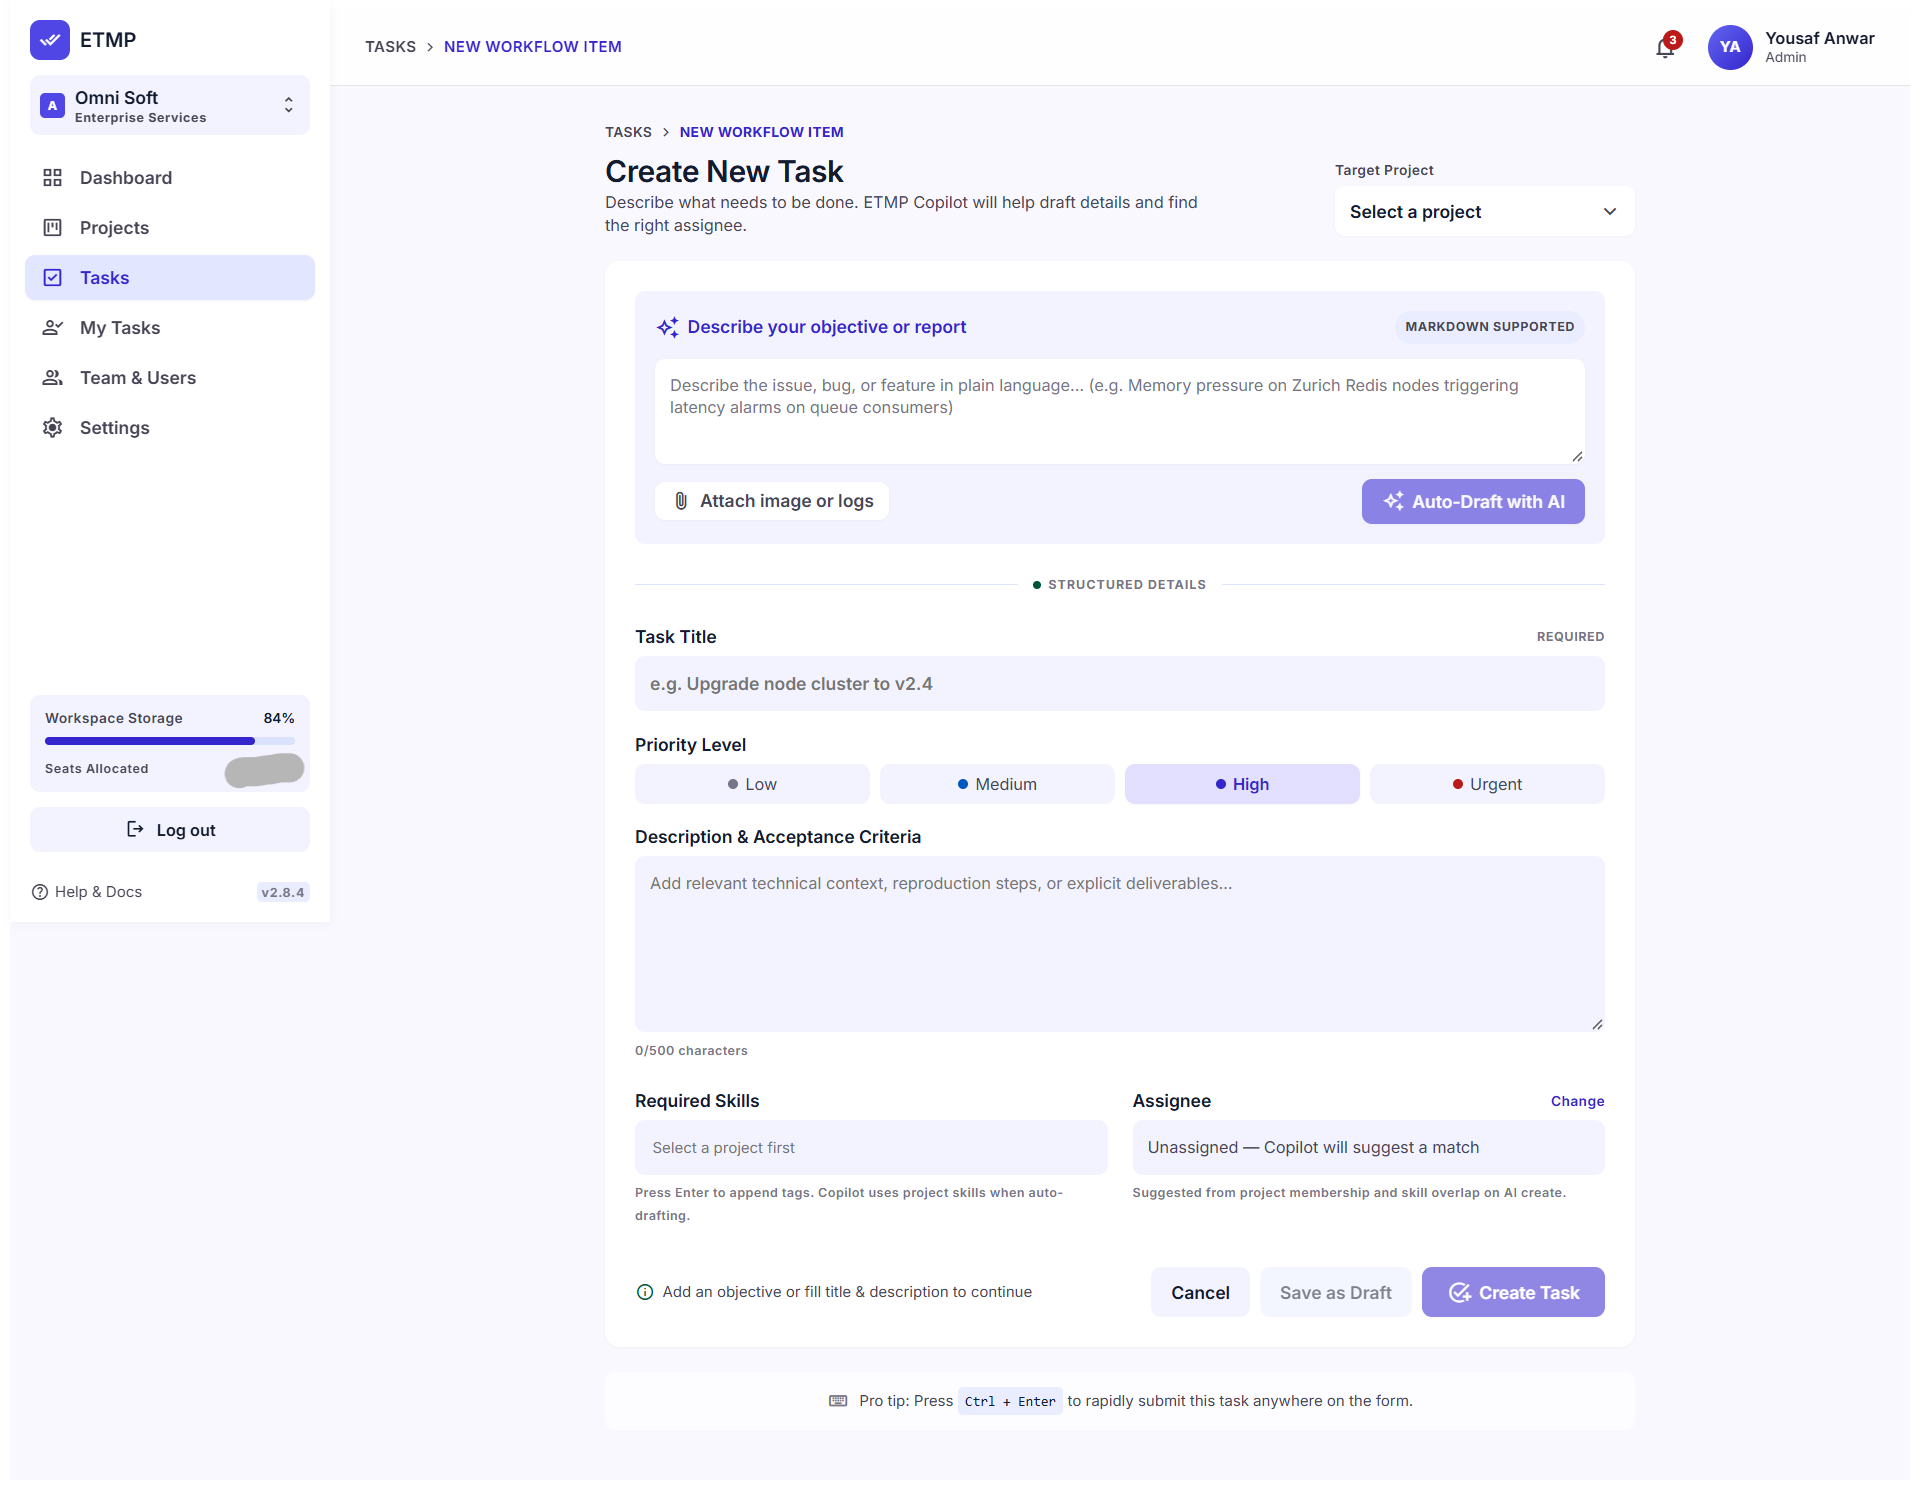 ETMP
A
Omni Soft
Enterprise Services
Dashboard
Projects
Tasks
My Tasks
Team & Users
Settings
Workspace Storage
84%
Seats Allocated
Log out
Help & Docs
v2.8.4
TASKS > NEW WORKFLOW ITEM
3
YA
Yousaf Anwar
Admin
TASKS > NEW WORKFLOW ITEM
Create New Task
Describe what needs to be done. ETMP Copilot will help draft details and find
the right assignee.
Target Project
Select a project
Describe your objective or report
MARKDOWN SUPPORTED
Describe the issue, bug, or feature in plain language... (e.g. Memory pressure on Zurich Redis nodes triggering
latency alarms on queue consumers)
Attach image or logs
Auto-Draft with AI
STRUCTURED DETAILS
Task Title
REQUIRED
e.g. Upgrade node cluster to v2.4
Priority Level
Low
Medium
High
Urgent
Description & Acceptance Criteria
Add relevant technical context, reproduction steps, or explicit deliverables...
0/500 characters
Required Skills
Select a project first
Press Enter to append tags. Copilot uses project skills when auto-
drafting.
Assignee
Change
Unassigned — Copilot will suggest a match
Suggested from project membership and skill overlap on AI create.
Add an objective or fill title & description to continue
Cancel
Save as Draft
Create Task
Pro tip: Press Ctrl + Enter to rapidly submit this task anywhere on the form.